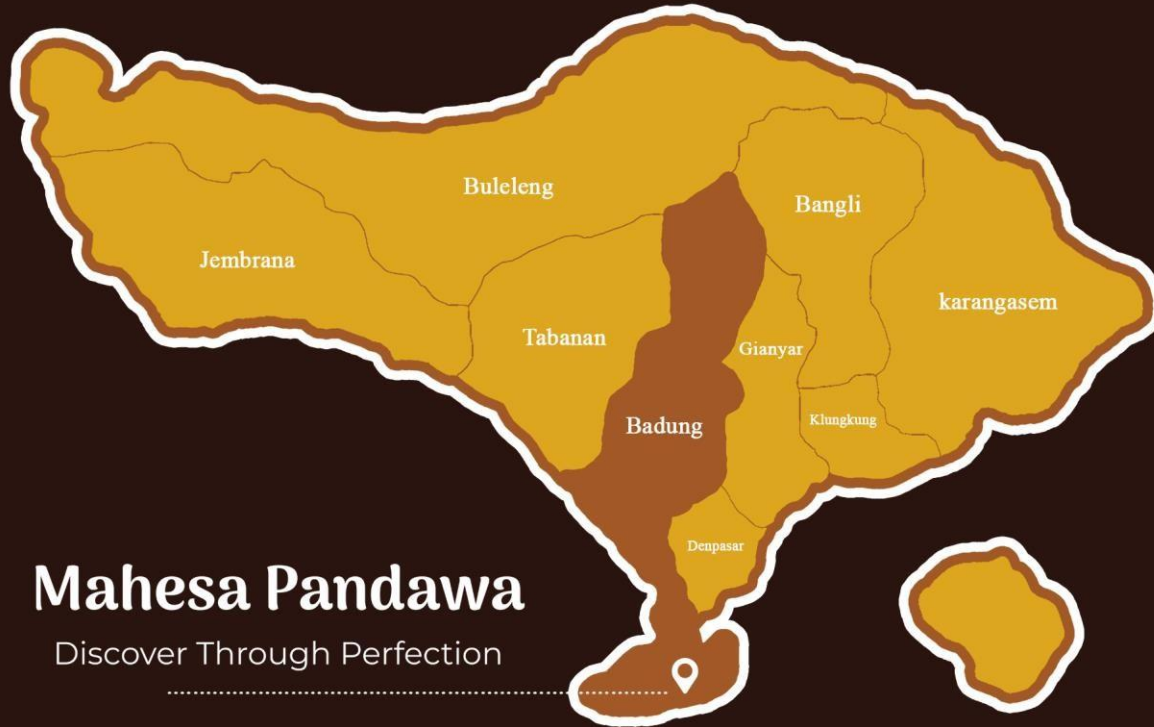 Buleleng
Bangli
Jembrana
karangasem
Tabanan
Gianyar
Badung
Klungkung
Denpasar
Mahesa Pandawa
Discover Through Perfection